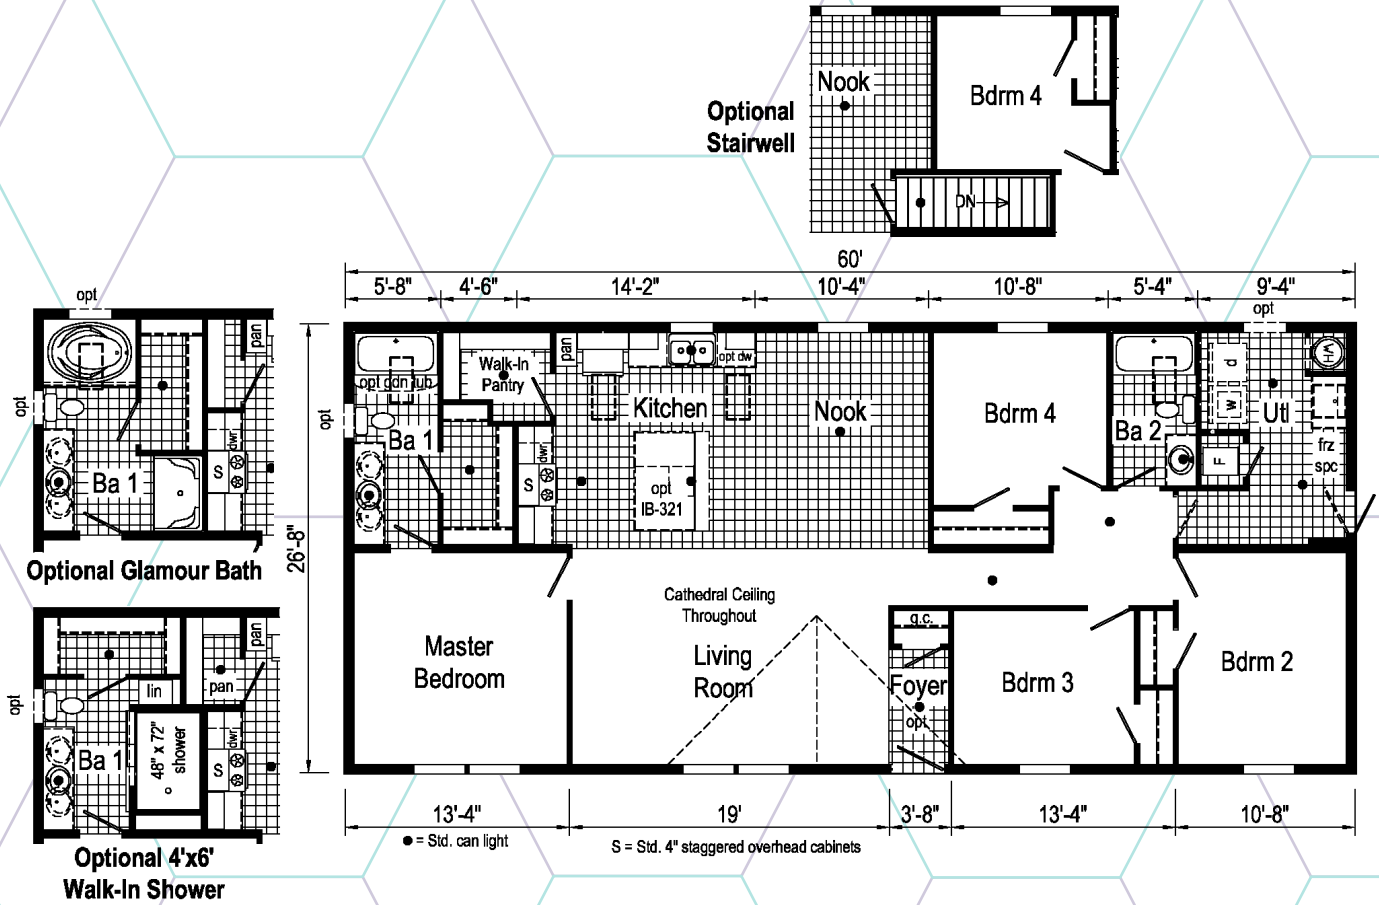 Nook
Bdrm 4
Optional
Stairwell
DN
60'
5'-8"
4'-6"
14'-2"
10'-4"
10'-8"
5'-4"
9'-4"
opt
opt
pan
opt
dwr
S
Ba 1
Optional Glamour Bath
26'-8"
opt
opt gdn tub
Ba 1
Walk-In
Pantry
pan
opt dw
Kitchen
Nook
dwr
S
opt
IB-321
Bdrm 4
Ba 2
d
w
WH
Utl
F
frz
spc
Master
Bedroom
Cathedral Ceiling
Throughout
Living
Room
g.c.
Foyer
opt
Bdrm 3
Bdrm 2
opt
pan
pan
lin
dwr
S
Ba 1
48" x 72"
shower
Optional 4'x6'
Walk-In Shower
13'-4"
19'
3'-8"
13'-4"
10'-8"
= Std. can light
S = Std. 4" staggered overhead cabinets